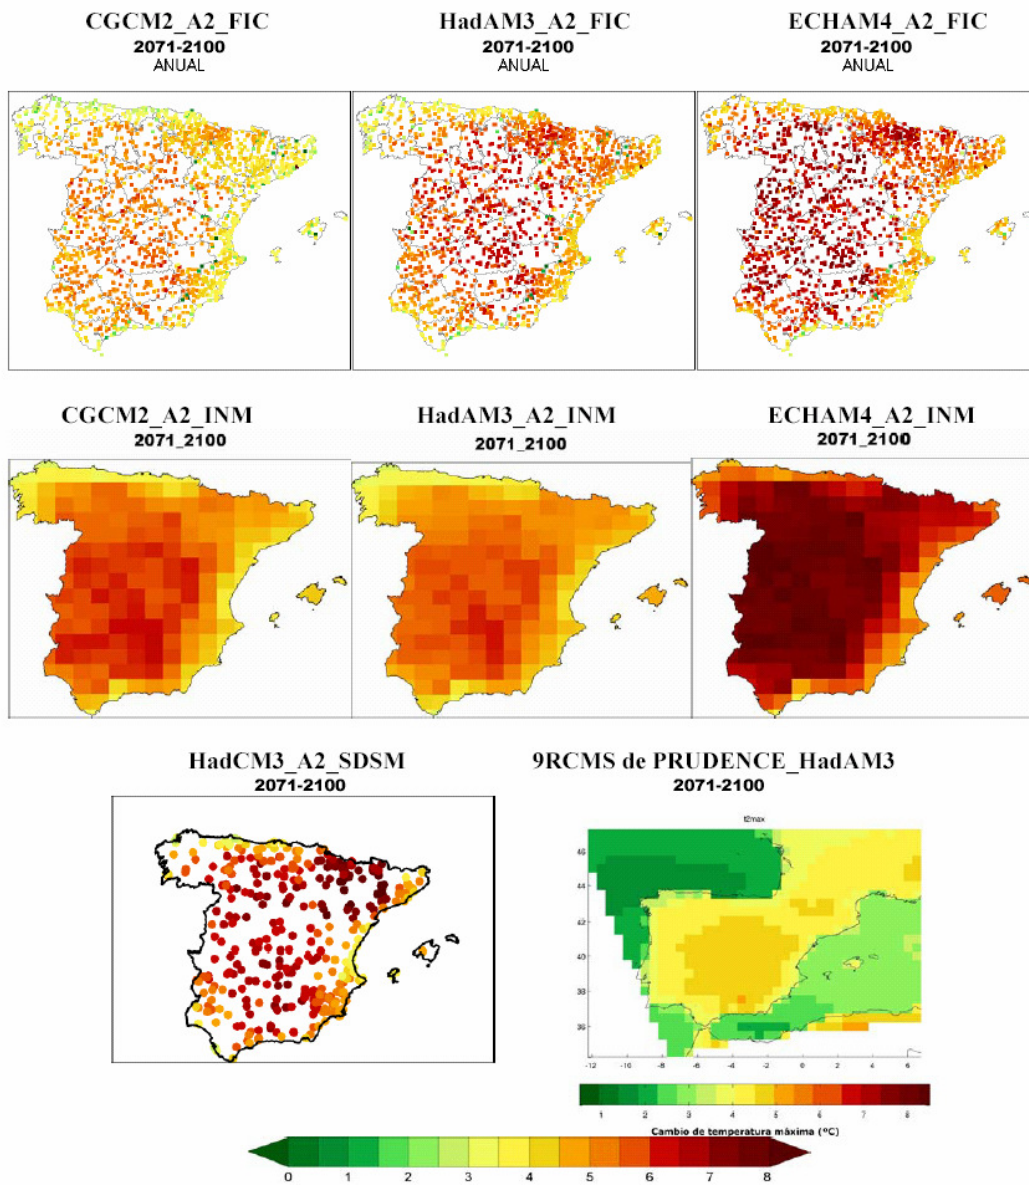 CGCM2_A2_FIC
2071-2100
ANUAL
HadAM3_A2_FIC
2071-2100
ANUAL
ECHAM4_A2_FIC
2071-2100
ANUAL
CGCM2_A2_INM
2071_2100
HadAM3_A2_INM
2071_2100
ECHAM4_A2_INM
2071_2100
HadCM3_A2_SDSM
2071-2100
9RCMS de PRUDENCE_HadAM3
2071-2100
t2max
46
44
42
40
38
36
-12 -10 -8 -6 -4 -2 0 2 4 6
1 2 3 4 5 6 7 8
Cambio de temperatura máxima (ºC)
0 1 2 3 4 5 6 7 8